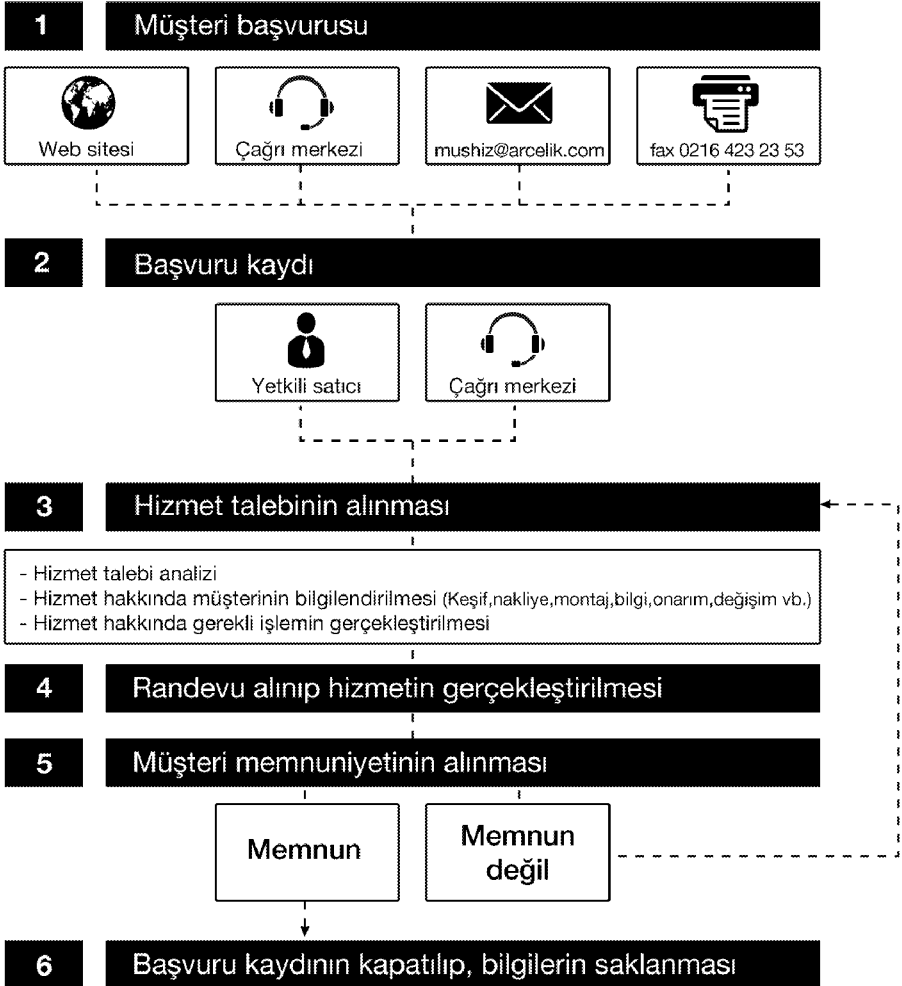 1 Müşteri başvurusu
Web sitesi
Çağrı merkezi
mushiz@arcelik.com
fax 0216 423 23 53
2 Başvuru kaydı
Yetkili satıcı
Çağrı merkezi
3 Hizmet talebinin alınması
- Hizmet talebi analizi
- Hizmet hakkında müşterinin bilgilendirilmesi (Keşif,nakliye,montaj,bilgi,onarım,değişim vb.)
- Hizmet hakkında gerekli işlemin gerçekleştirilmesi
4 Randevu alınıp hizmetin gerçekleştirilmesi
5 Müşteri memnuniyetinin alınması
Memnun
Memnun
değil
6 Başvuru kaydının kapatılıp, bilgilerin saklanması